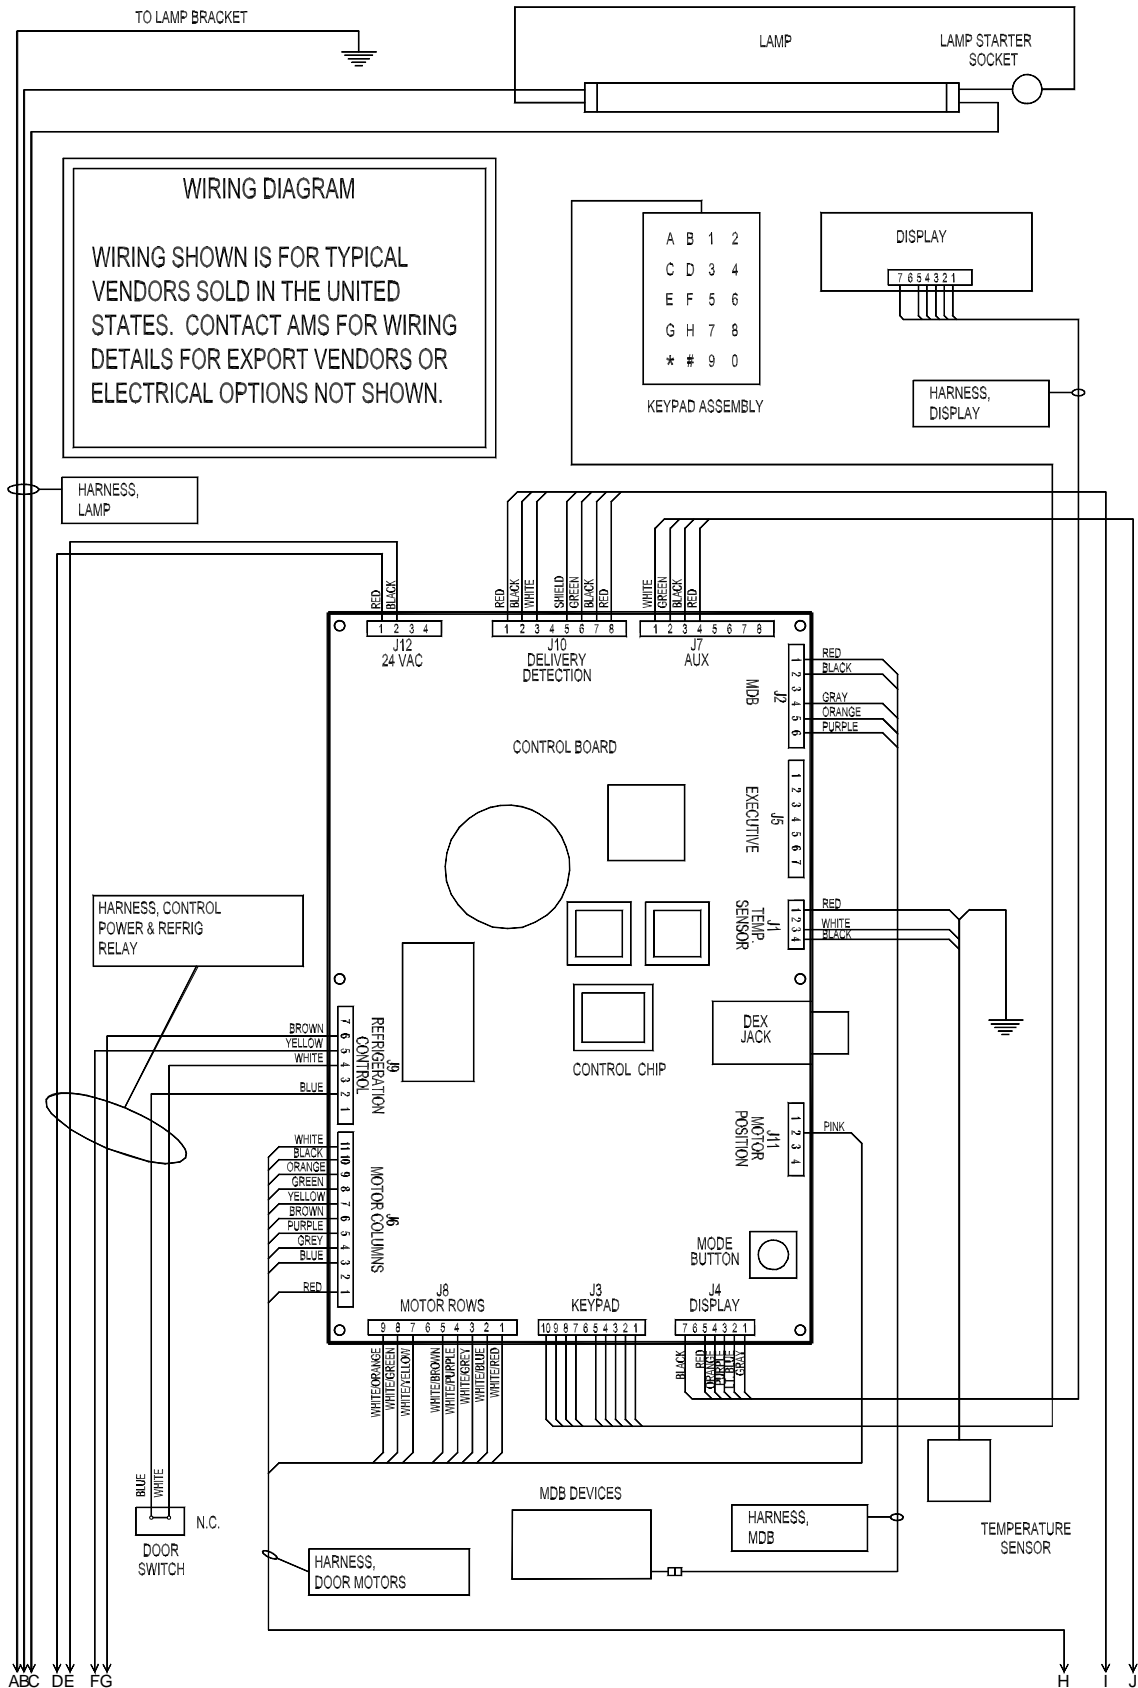 TO LAMP BRACKET
LAMP
LAMP STARTER
SOCKET
WIRING DIAGRAM
WIRING SHOWN IS FOR TYPICAL
VENDORS SOLD IN THE UNITED
STATES. CONTACT AMS FOR WIRING
DETAILS FOR EXPORT VENDORS OR
ELECTRICAL OPTIONS NOT SHOWN.
A B 1 2
C D 3 4
E F 5 6
G H 7 8
* # 9 0
KEYPAD ASSEMBLY
DISPLAY
7 6 5 4 3 2 1
HARNESS,
DISPLAY
HARNESS,
LAMP
RED
BLACK
1 2 3 4
J12
24 VAC
RED
BLACK
WHITE
SHIELD
GREEN
BLACK
RED
1 2 3 4 5 6 7 8
J10
DELIVERY
DETECTION
WHITE
GREEN
BLACK
RED
1 2 3 4 5 6 7 8
J7
AUX
1 2 3 4 5 6
J2
MDB
RED
BLACK
GRAY
ORANGE
PURPLE
CONTROL BOARD
1 2 3 4 5 6 7
J5
EXECUTIVE
1 2 3 4
J1
TEMP.
SENSOR
RED
WHITE
BLACK
HARNESS, CONTROL
POWER & REFRIG
RELAY
DEX
JACK
CONTROL CHIP
BROWN
YELLOW
WHITE
BLUE
7 6 5 4 3 2 1
J9
REFRIGERATION
CONTROL
1 2 3 4
J11
MOTOR
POSITION
PINK
WHITE
BLACK
ORANGE
GREEN
YELLOW
BROWN
PURPLE
GREY
BLUE
RED
11 10 9 8 7 6 5 4 3 2 1
J6
MOTOR COLUMNS
MODE
BUTTON
J8
MOTOR ROWS
9 8 7 6 5 4 3 2 1
WHITE/ORANGE
WHITE/GREEN
WHITE/YELLOW
WHITE/BROWN
WHITE/PURPLE
WHITE/GREY
WHITE/BLUE
WHITE/RED
J3
KEYPAD
10 9 8 7 6 5 4 3 2 1
J4
DISPLAY
7 6 5 4 3 2 1
BLACK
RED
ORANGE
PURPLE
LT. BLUE
GRAY
BLUE
WHITE
N.C.
DOOR
SWITCH
MDB DEVICES
HARNESS,
MDB
TEMPERATURE
SENSOR
HARNESS,
DOOR MOTORS
A B C D E F G H I J